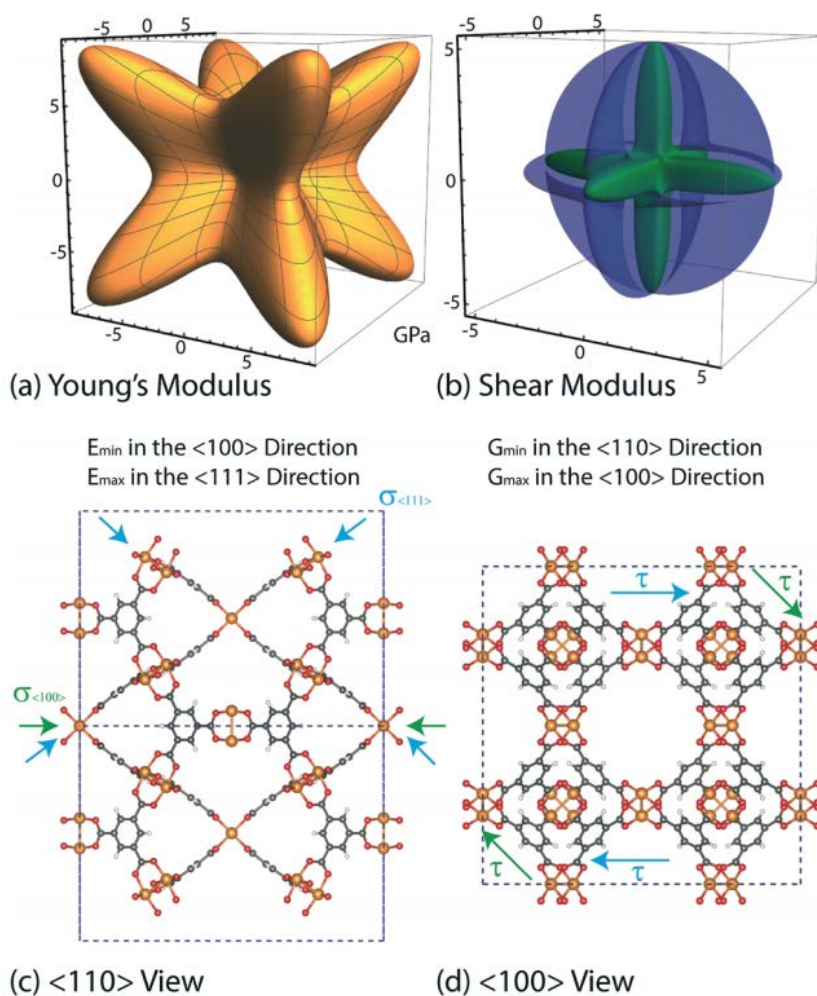 -5 0 5
5
0
-5
-5
0
5
GPa
-5 0 5
5
0
-5
-5
0
5
(a) Young's Modulus
(b) Shear Modulus
Emin in the <100> Direction
Emax in the <111> Direction
Gmin in the <110> Direction
Gmax in the <100> Direction
σ<111>
σ<100>
τ
τ
τ
τ
(c) <110> View
(d) <100> View